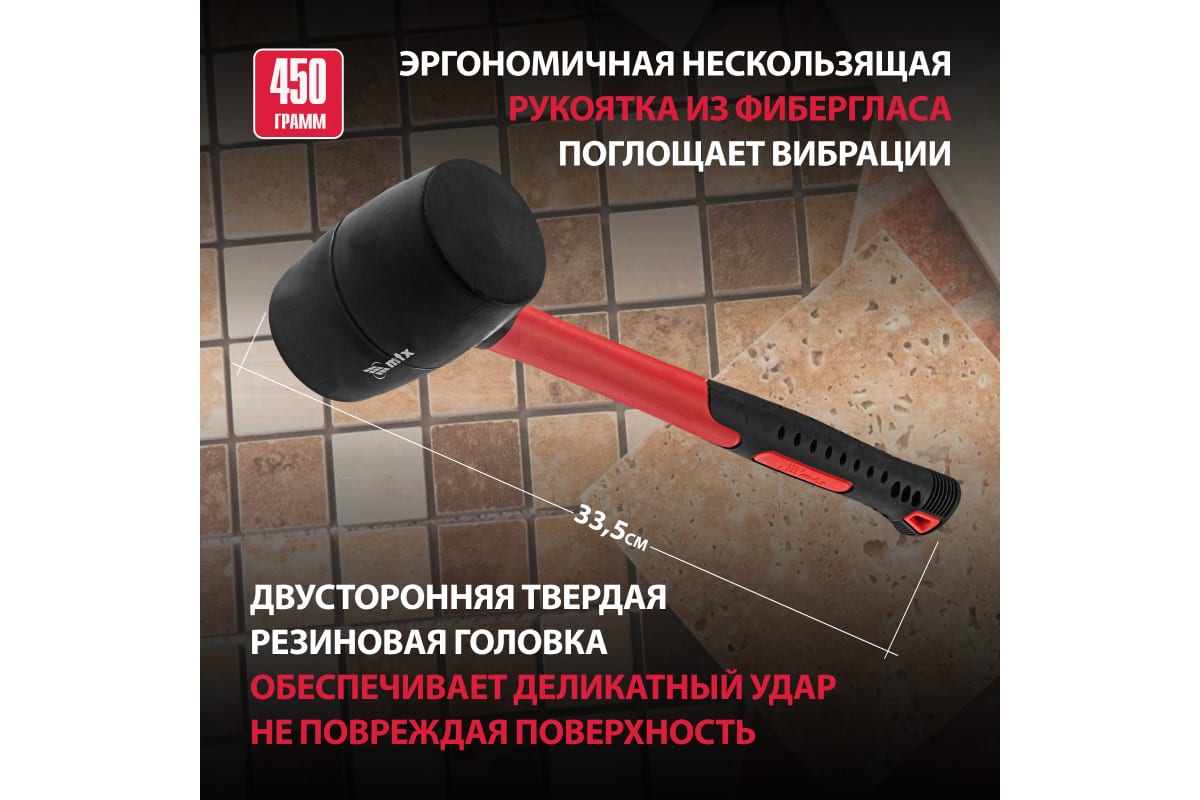 450
ГРАММ
ЭРГОНОМИЧНАЯ НЕСКОЛЬЗЯЩАЯ
РУКОЯТКА ИЗ ФИБЕРГЛАСА
ПОГЛОЩАЕТ ВИБРАЦИИ
mtx
mtx
33,5см
ДВУСТОРОННЯЯ ТВЕРДАЯ
РЕЗИНОВАЯ ГОЛОВКА
ОБЕСПЕЧИВАЕТ ДЕЛИКАТНЫЙ УДАР
НЕ ПОВРЕЖДАЯ ПОВЕРХНОСТЬ